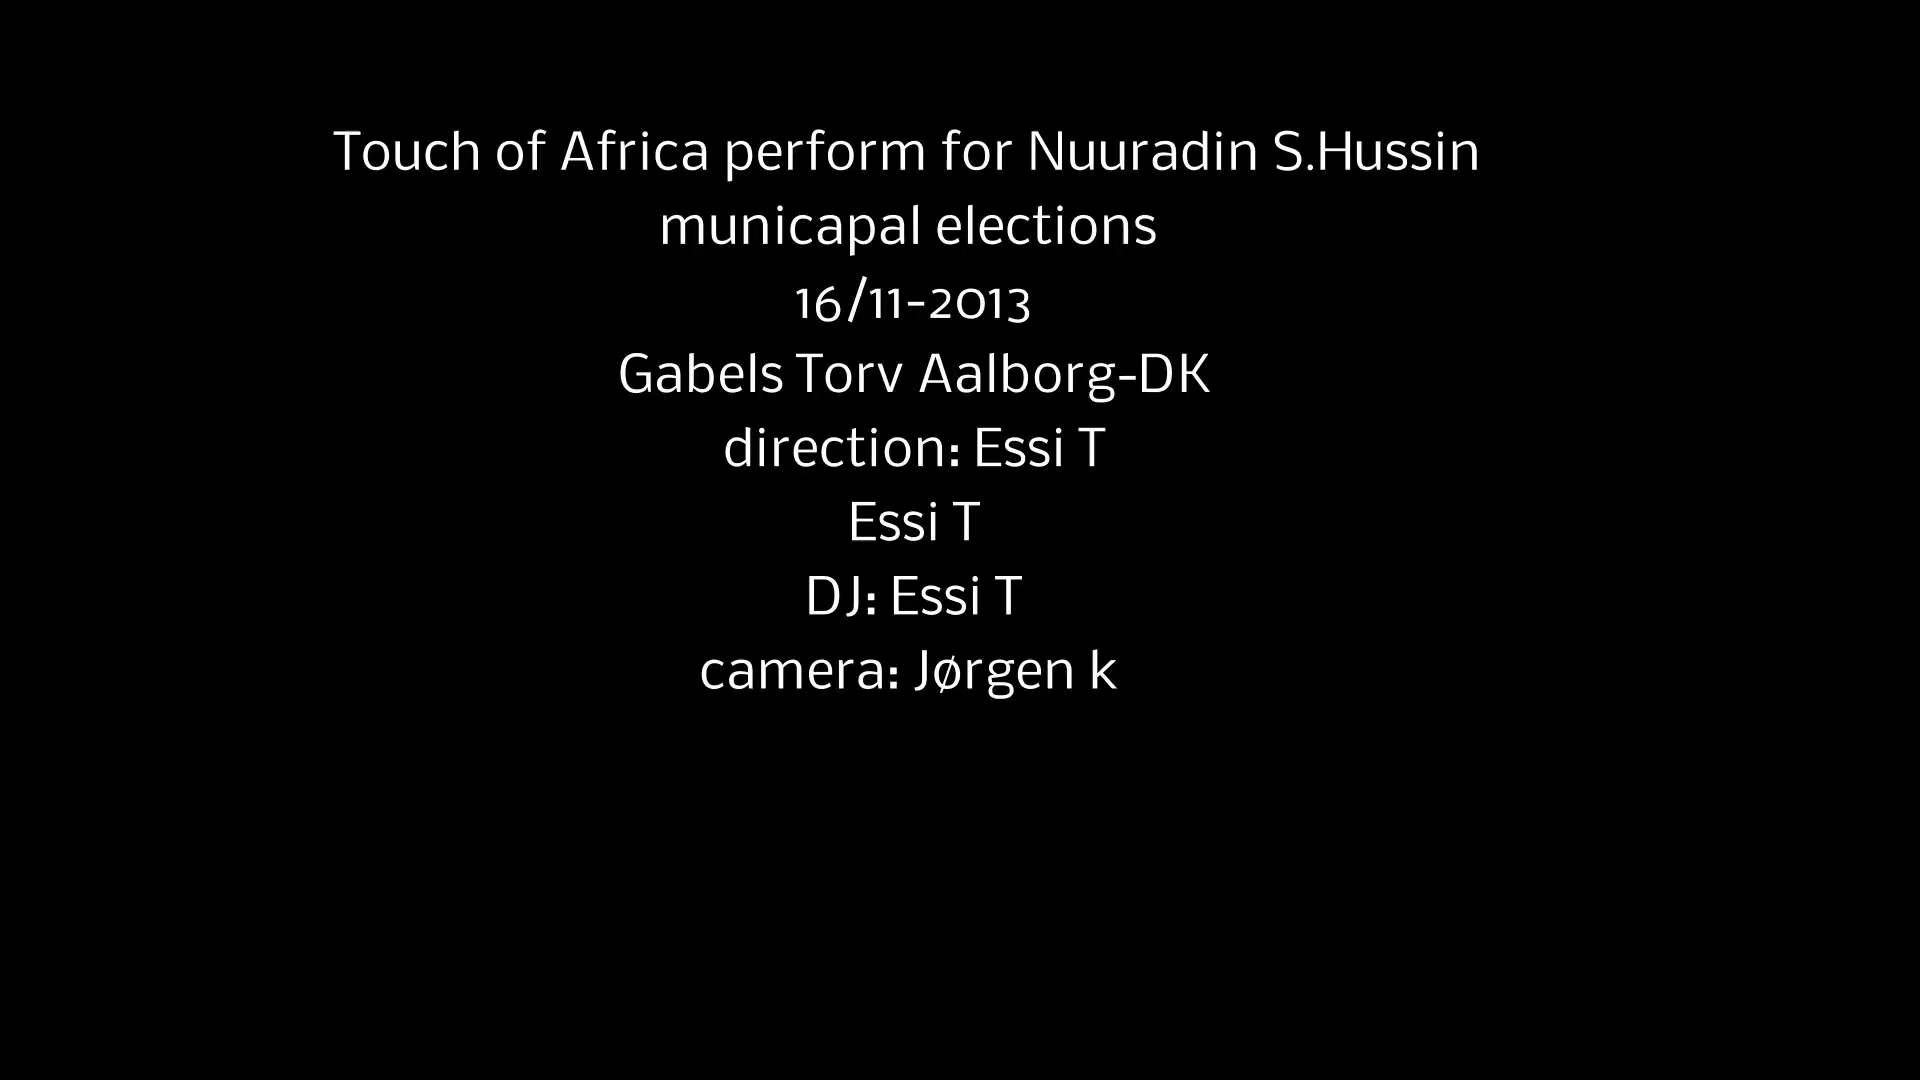 Touch of Africa perform for Nuuradin S.Hussin
municapal elections
16/11-2013
Gabels Torv Aalborg-DK
direction: Essi T
Essi T
DJ: Essi T
camera: Jørgen k